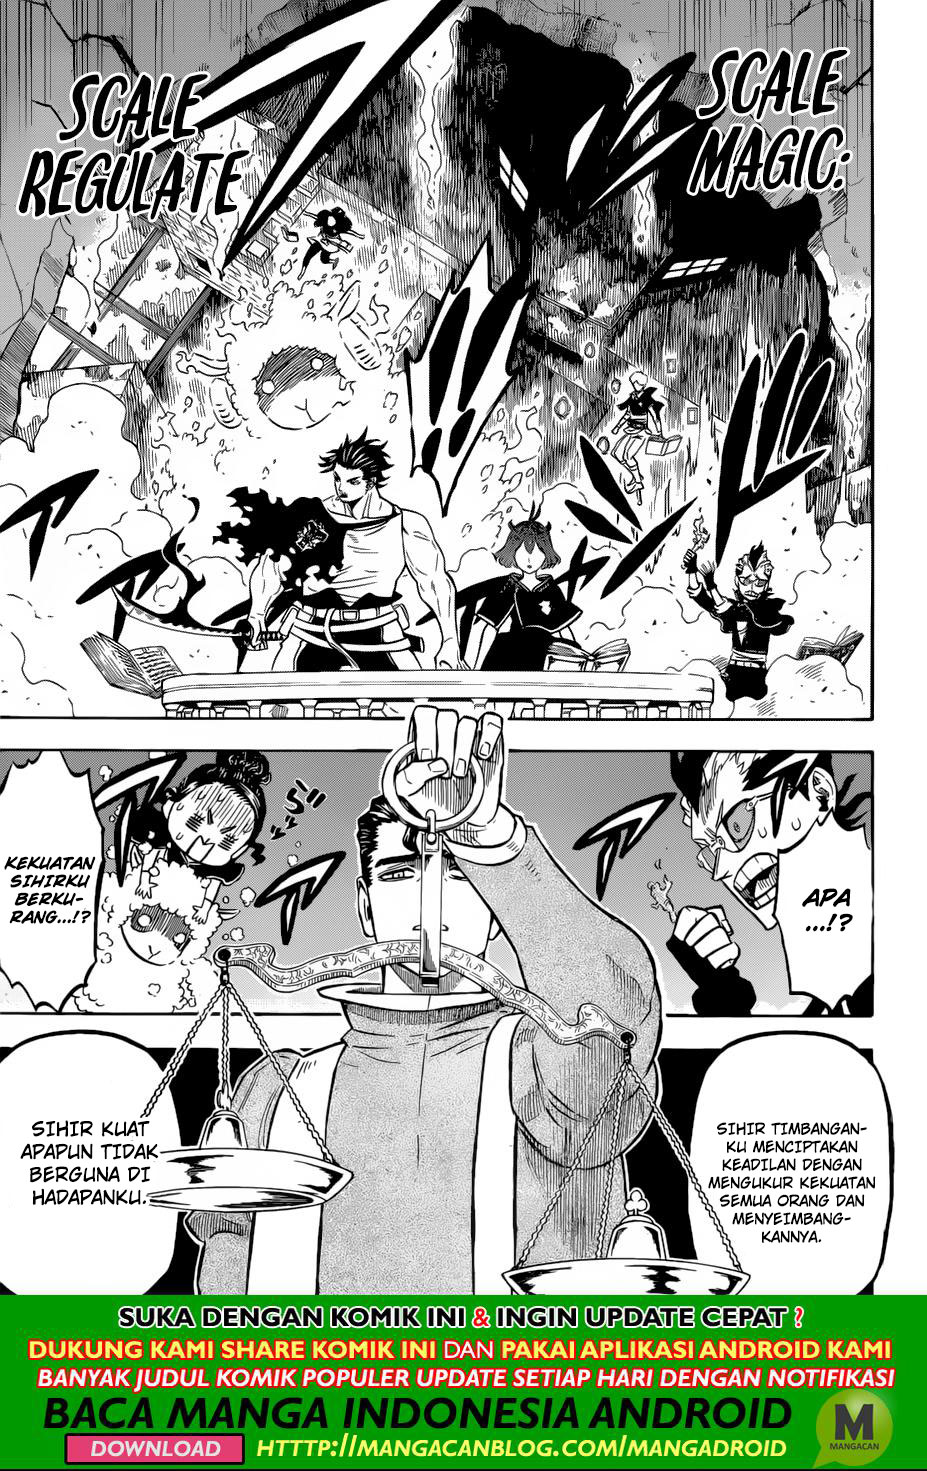 SCALE
MAGIC:
SCALE
REGULATE
APA
...!?
KEKUATAN
SIHIRKU
BERKU-
RANG...!?
SIHIR TIMBANGAN-
KU MENCIPTAKAN
KEADILAN DENGAN
MENGUKUR KEKUATAN
SEMUA ORANG DAN
MENYEIMBANG-
KANNYA.
SIHIR KUAT
APAPUN TIDAK
BERGUNA DI
HADAPANKU.
SUKA DENGAN KOMIK INI & INGIN UPDATE CEPAT ?
DUKUNG KAMI SHARE KOMIK INI DAN PAKAI APLIKASI ANDROID KAMI
BANYAK JUDUL KOMIK POPULER UPDATE SETIAP HARI DENGAN NOTIFIKASI
BACA MANGA INDONESIA ANDROID
DOWNLOAD HTTTP://MANGACANBLOG.COM/MANGADROID
M
MANGACAN